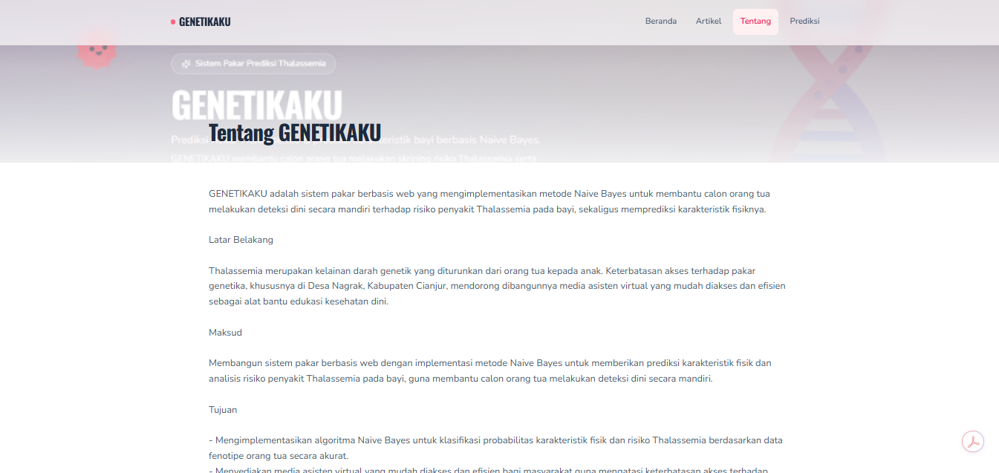 GENETIKAKU
Beranda Artikel Tentang Prediksi
Sistem Pakar Prediksi Thalassemia
GENETIKAKU
Tentang GENETIKAKU
Prediksi kteristik bayi berbasis Naive Bayes.
GENETIKAKU membantu calon orang tua melakukan skrining risiko Thalassemia serta
GENETIKAKU adalah sistem pakar berbasis web yang mengimplementasikan metode Naive Bayes untuk membantu calon orang tua
melakukan deteksi dini secara mandiri terhadap risiko penyakit Thalassemia pada bayi, sekaligus memprediksi karakteristik fisiknya.
Latar Belakang
Thalassemia merupakan kelainan darah genetik yang diturunkan dari orang tua kepada anak. Keterbatasan akses terhadap pakar
genetika, khususnya di Desa Nagrak, Kabupaten Cianjur, mendorong dibangunnya media asisten virtual yang mudah diakses dan efisien
sebagai alat bantu edukasi kesehatan dini.
Maksud
Membangun sistem pakar berbasis web dengan implementasi metode Naive Bayes untuk memberikan prediksi karakteristik fisik dan
analisis risiko penyakit Thalassemia pada bayi, guna membantu calon orang tua melakukan deteksi dini secara mandiri.
Tujuan
- Mengimplementasikan algoritma Naive Bayes untuk klasifikasi probabilitas karakteristik fisik dan risiko Thalassemia berdasarkan data
fenotipe orang tua secara akurat.
- Menyediakan media asisten virtual yang mudah diakses dan efisien bagi masyarakat guna mengatasi keterbatasan akses terhadap